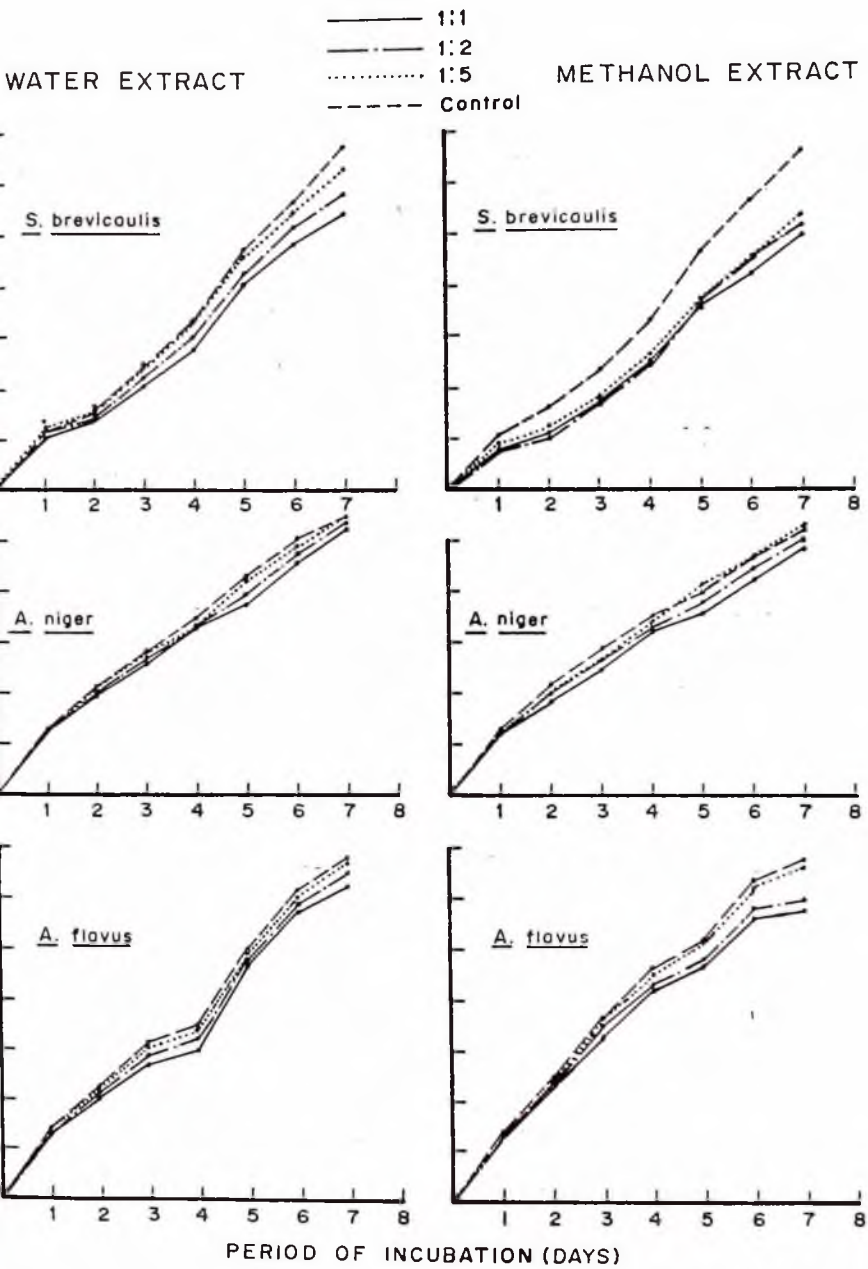 1:1
1:2
1:5
Control
WATER EXTRACT
METHANOL EXTRACT
S. brevicaulis
S. brevicaulis
1 2 3 4 5 6 7
1 2 3 4 5 6 7 8
A. niger
A. niger
1 2 3 4 5 6 7 8
1 2 3 4 5 6 7 8
A. flavus
A. flavus
1 2 3 4 5 6 7 8
1 2 3 4 5 6 7 8
PERIOD OF INCUBATION (DAYS)